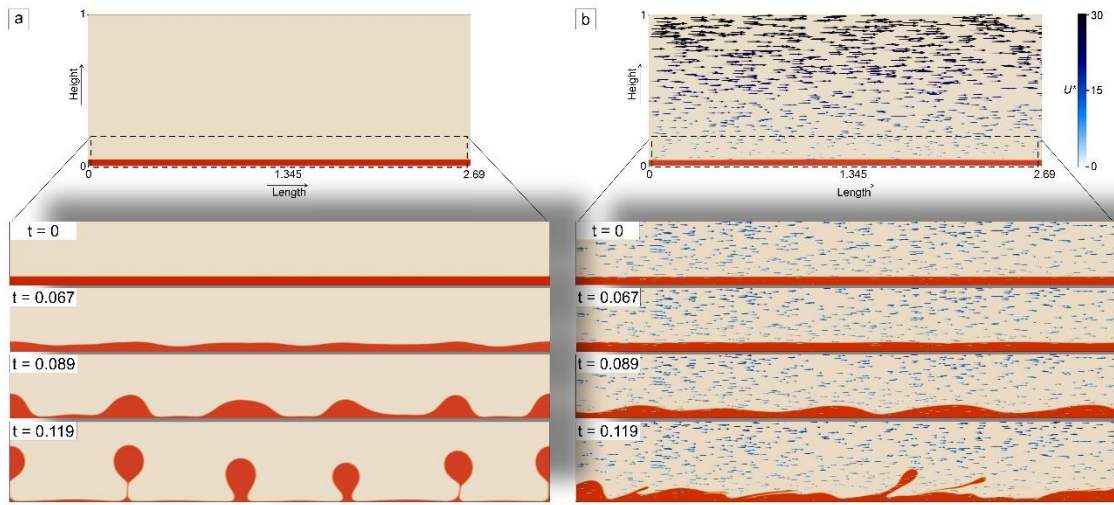 a
1
Height
0
0
1.345
2.69
Length
t = 0
t = 0.067
t = 0.089
t = 0.119
b
1
Height
0
0
1.345
2.69
Length
30
15
0
U*
t = 0
t = 0.067
t = 0.089
t = 0.119